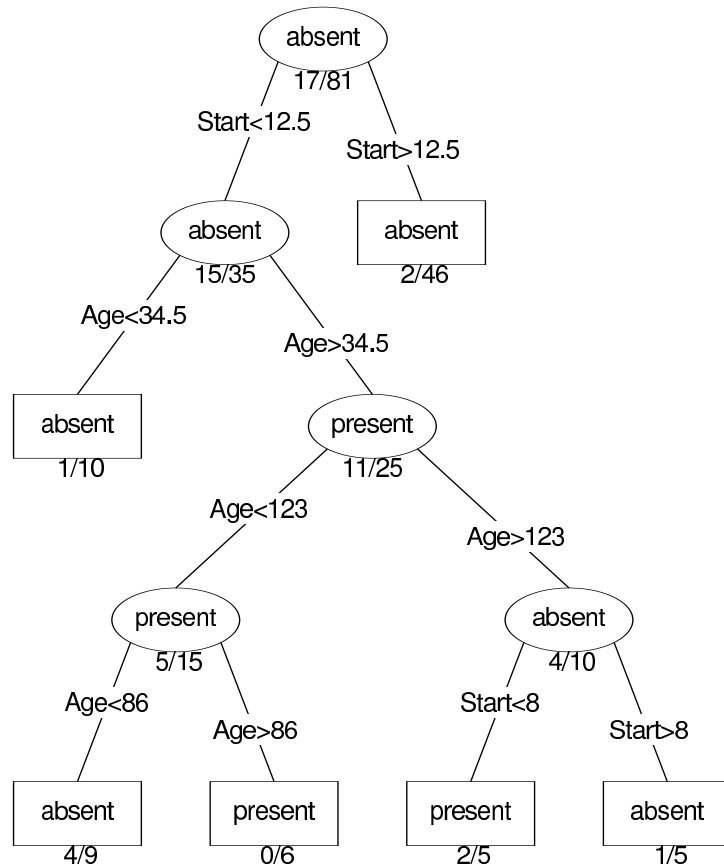 absent
17/81
Start<12.5
Start>12.5
absent
15/35
absent
2/46
Age<34.5
Age>34.5
absent
1/10
present
11/25
Age<123
Age>123
present
5/15
absent
4/10
Age<86
Age>86
Start<8
Start>8
absent
4/9
present
0/6
present
2/5
absent
1/5